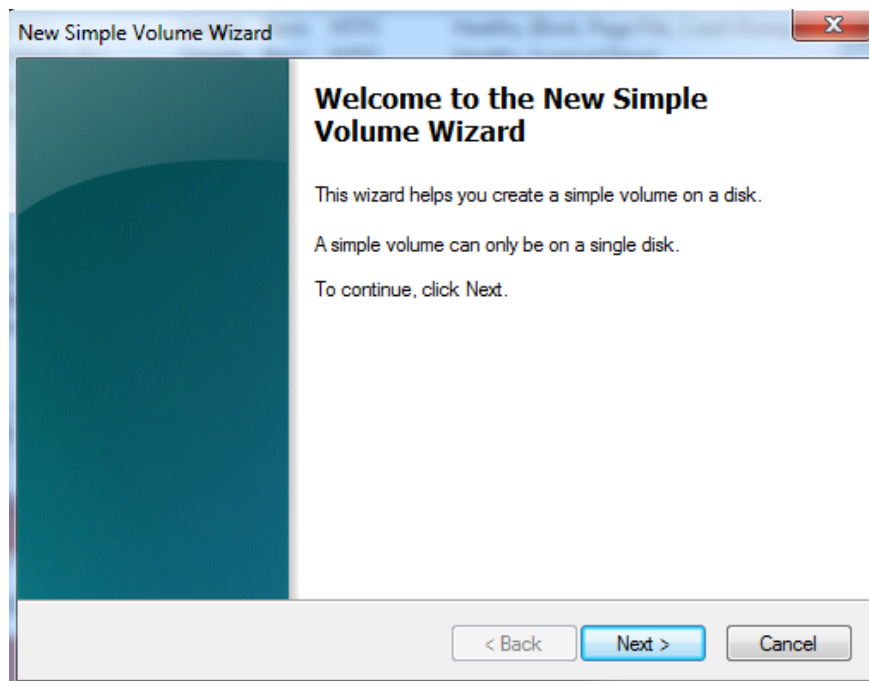 New Simple Volume Wizard
Welcome to the New Simple
Volume Wizard
This wizard helps you create a simple volume on a disk.
A simple volume can only be on a single disk.
To continue, click Next.
< Back
Next >
Cancel